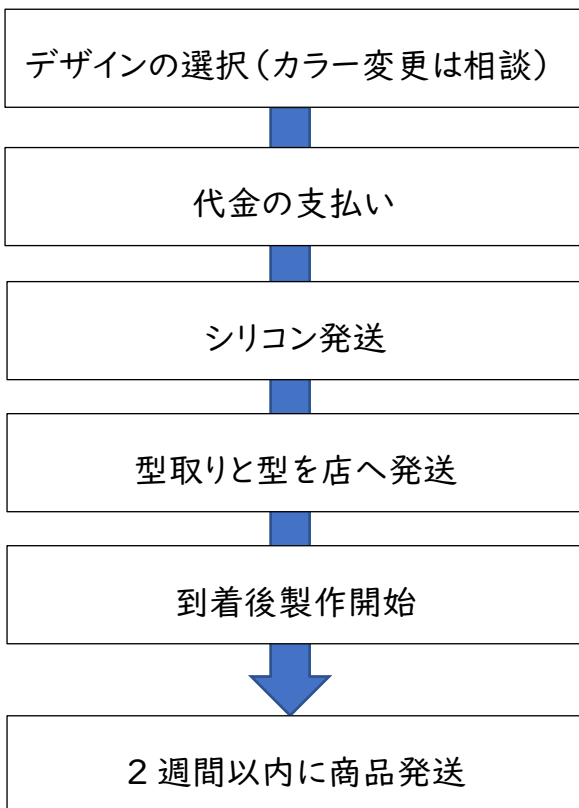 デザインの選択（カラー変更は相談）
代金の支払い
シリコン発送
型取りと型を店へ発送
到着後製作開始
２週間以内に商品発送